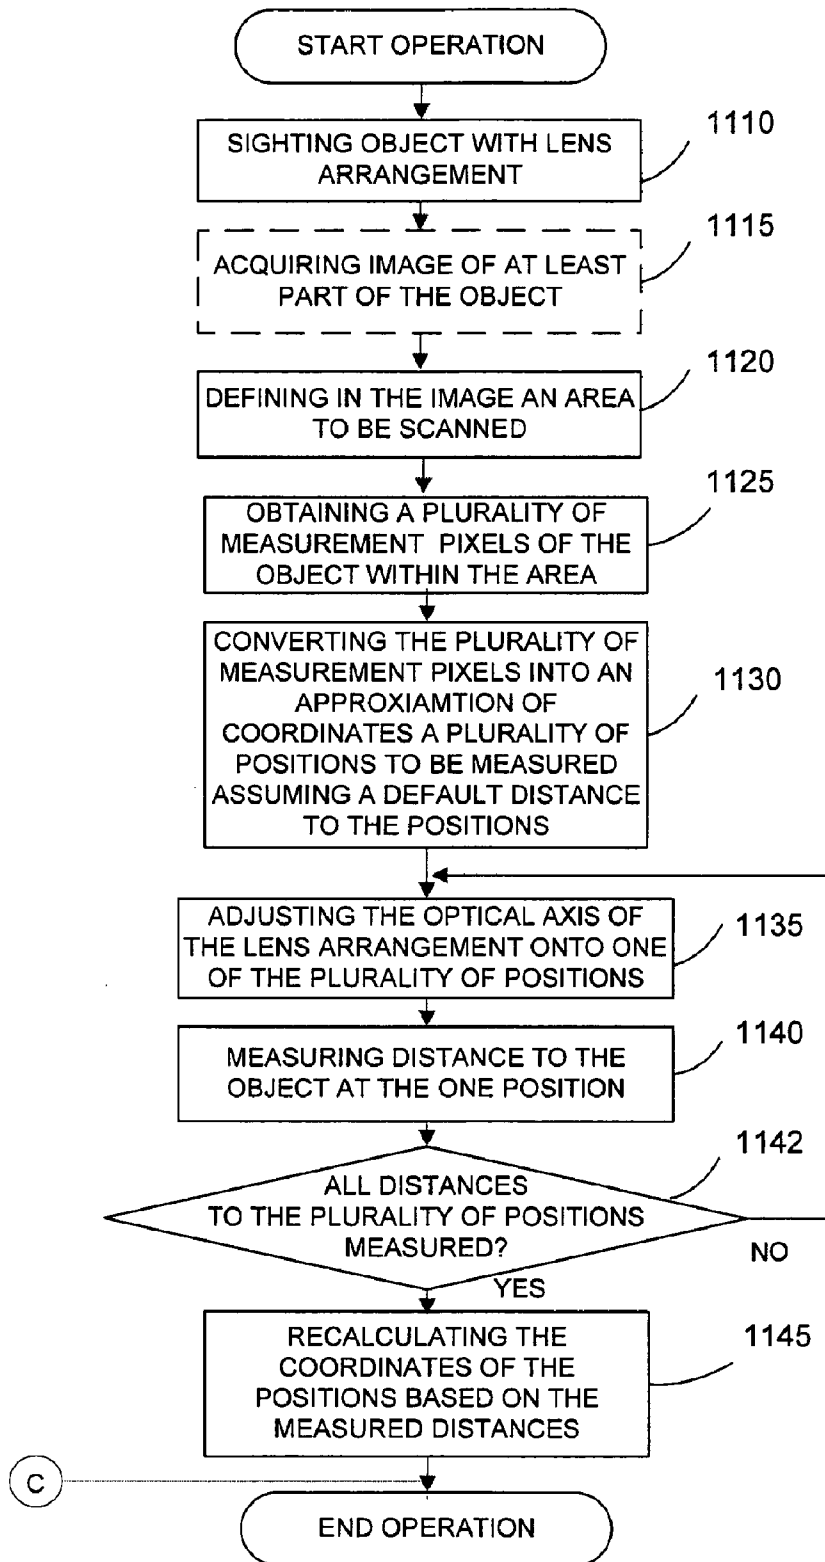 START OPERATION
1110
SIGHTING OBJECT WITH LENS
ARRANGEMENT
1115
ACQUIRING IMAGE OF AT LEAST
PART OF THE OBJECT
1120
DEFINING IN THE IMAGE AN AREA
TO BE SCANNED
1125
OBTAINING A PLURALITY OF
MEASUREMENT PIXELS OF THE
OBJECT WITHIN THE AREA
1130
CONVERTING THE PLURALITY OF
MEASUREMENT PIXELS INTO AN
APPROXIAMTION OF
COORDINATES A PLURALITY OF
POSITIONS TO BE MEASURED
ASSUMING A DEFAULT DISTANCE
TO THE POSITIONS
1135
ADJUSTING THE OPTICAL AXIS OF
THE LENS ARRANGEMENT ONTO ONE
OF THE PLURALITY OF POSITIONS
1140
MEASURING DISTANCE TO THE
OBJECT AT THE ONE POSITION
1142
ALL DISTANCES
TO THE PLURALITY OF POSITIONS
MEASURED?
NO
YES
1145
RECALCULATING THE
COORDINATES OF THE
POSITIONS BASED ON THE
MEASURED DISTANCES
C
END OPERATION